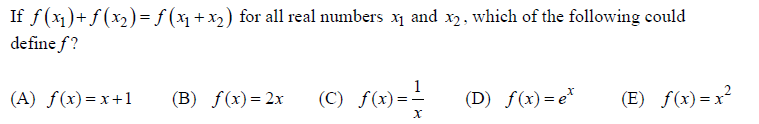 If f(x₁)+f(x₂)=f(x₁+x₂) for all real numbers x₁ and x₂, which of the following could
define f?
(A) f(x)=x+1 (B) f(x)=2x (C) f(x)=1/x (D) f(x)=eˣ (E) f(x)=x²